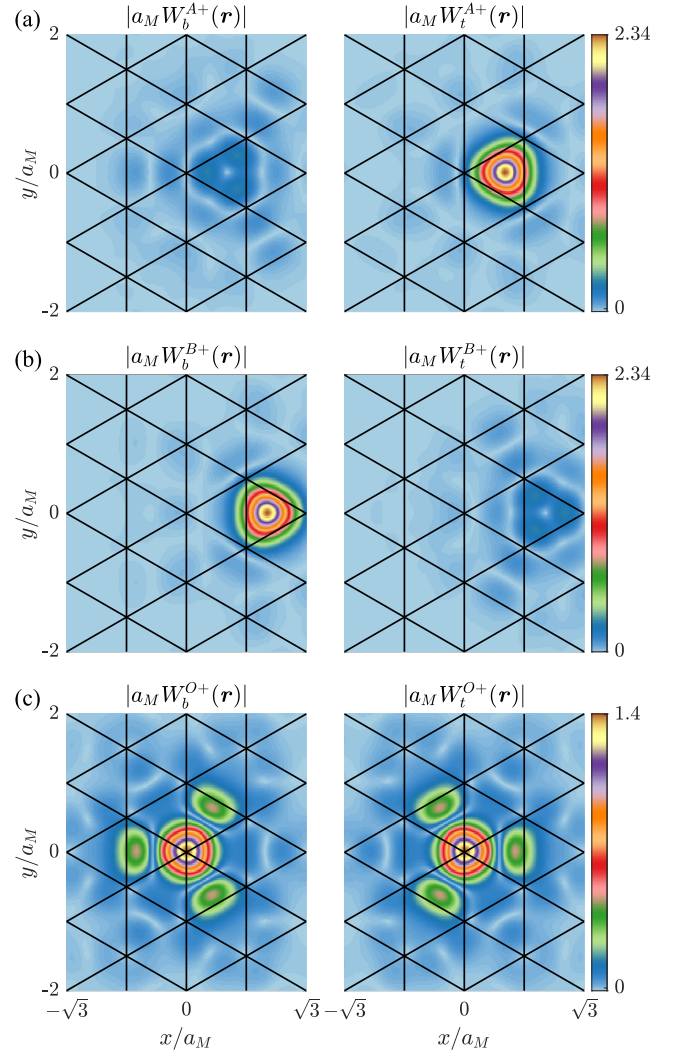 (a) |a_M W_b^{A+}(r)| |a_M W_t^{A+}(r)|
2 2.34
y/a_M 0
-2 0
(b) |a_M W_b^{B+}(r)| |a_M W_t^{B+}(r)|
2 2.34
y/a_M 0
-2 0
(c) |a_M W_b^{O+}(r)| |a_M W_t^{O+}(r)|
2 1.4
y/a_M 0
-2 0
−√3 0 √3 −√3 0 √3
x/a_M x/a_M